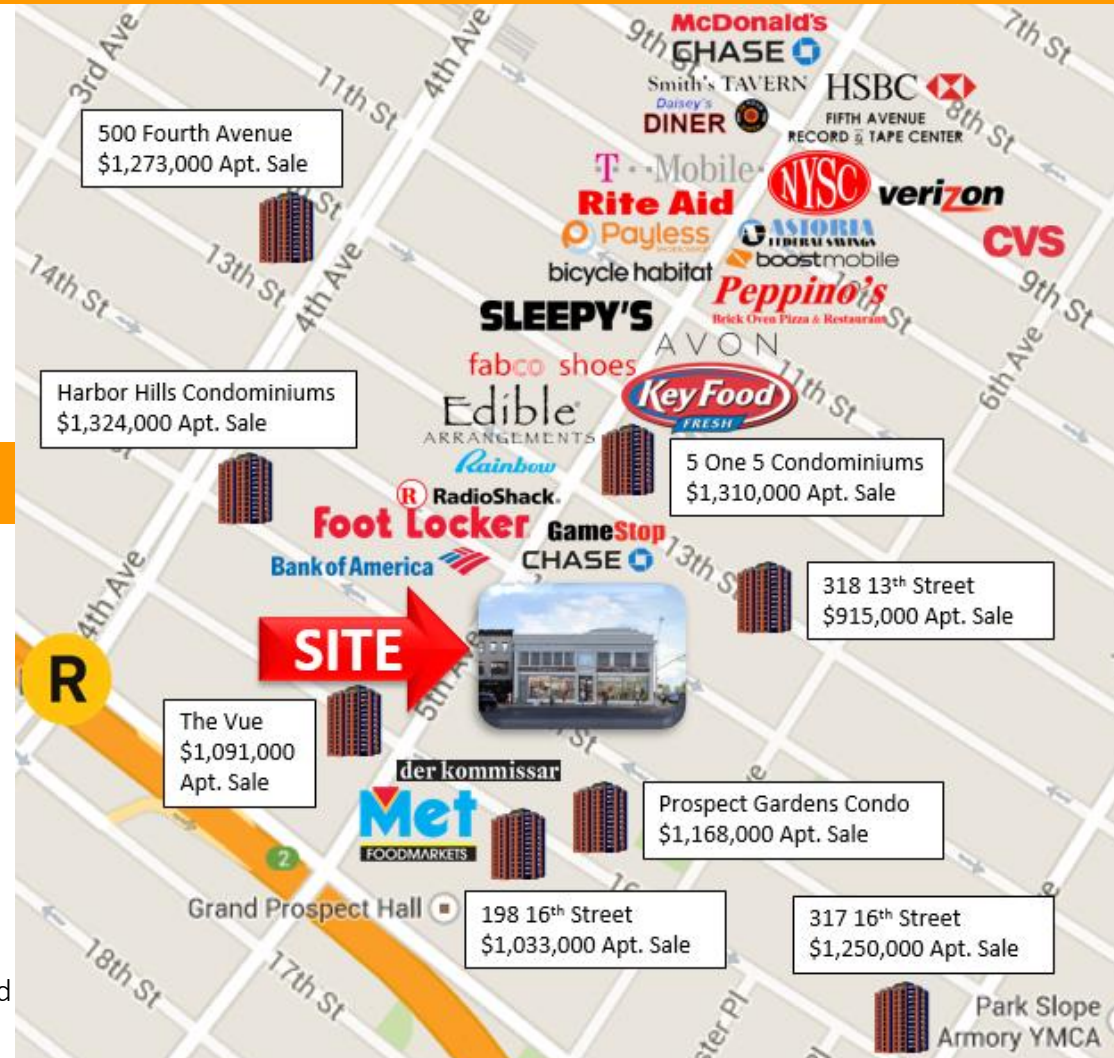 3rd Ave
4th Ave
9th St
McDonald's
CHASE
7th St
11th St
Smith's TAVERN
HSBC
8th St
Daisey's
DINER
FIFTH AVENUE
RECORD & TAPE CENTER
500 Fourth Avenue
$1,273,000 Apt. Sale
St
T··Mobile·
NYSC
verizon
Rite Aid
Payless
ASTORIA
FEDERAL SAVINGS
CVS
boostmobile
bicycle habitat
14th St
13th St
4th Ave
Peppino's
Brick Oven Pizza & Restaurant
10th St
9th St
SLEEPY'S
AVON
6th Ave
fabco shoes
KeyFood
FRESH
11th St
Harbor Hills Condominiums
$1,324,000 Apt. Sale
Edible
ARRANGEMENTS
Rainbow
5 One 5 Condominiums
$1,310,000 Apt. Sale
R RadioShack.
Foot Locker
GameStop
Bank of America
CHASE
13th St
4th Ave
318 13th Street
$915,000 Apt. Sale
SITE
R
5th Ave
St
The Vue
$1,091,000
Apt. Sale
der kommissar
Met
FOODMARKETS
Prospect Gardens Condo
$1,168,000 Apt. Sale
2
Grand Prospect Hall
198 16th Street
$1,033,000 Apt. Sale
317 16th Street
$1,250,000 Apt. Sale
18th St
17th St
d
Park Slope
Armory YMCA